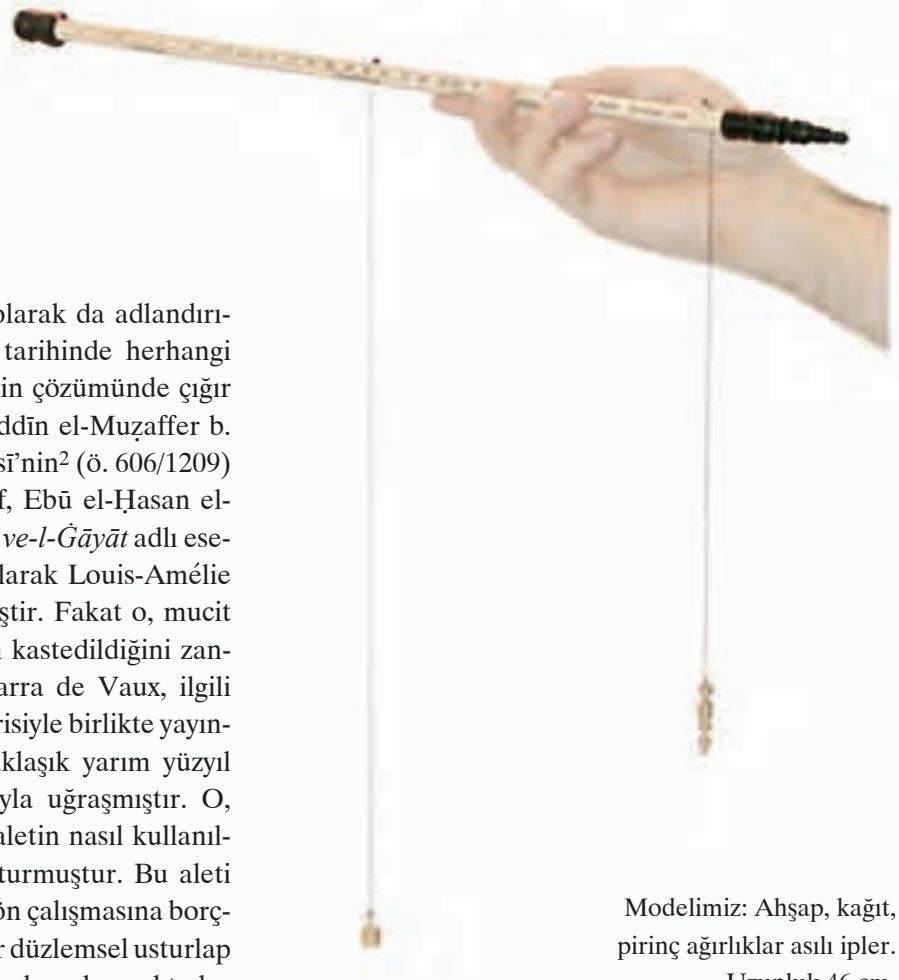 olarak da adlandırı-
tarihinde herhangi
in çözümünde çığır
ddīn el-Muẓaffer b.
sī’nin² (ö. 606/1209)
f, Ebū el-Ḥasan el-
ve-l-Ġāyāt adlı ese-
larak Louis-Amélie
ştir. Fakat o, mucit
kastedildiğini zan-
arra de Vaux, ilgili
risiyle birlikte yayın-
klaşık yarım yüzyıl
yla uğraşmıştır. O,
aletin nasıl kullanıl-
turmuştur. Bu aleti
ön çalışmasına borç-
r düzlemsel usturlap
Modelimiz: Ahşap, kağıt,
pirinç ağırlıklar asılı ipler.